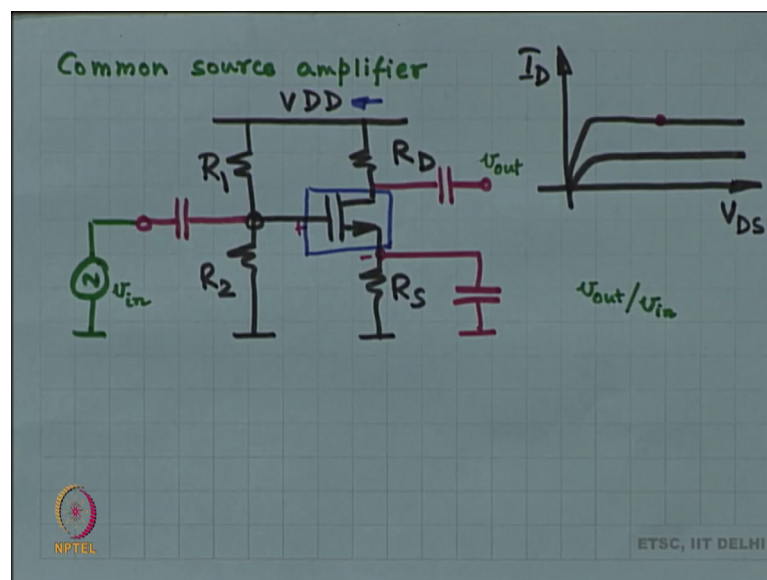 Common source amplifier
VDD
R1
RD
vout
vin
R2
RS
+
-
ID
VDS
vout/vin
NPTEL
ETSC, IIT DELHI